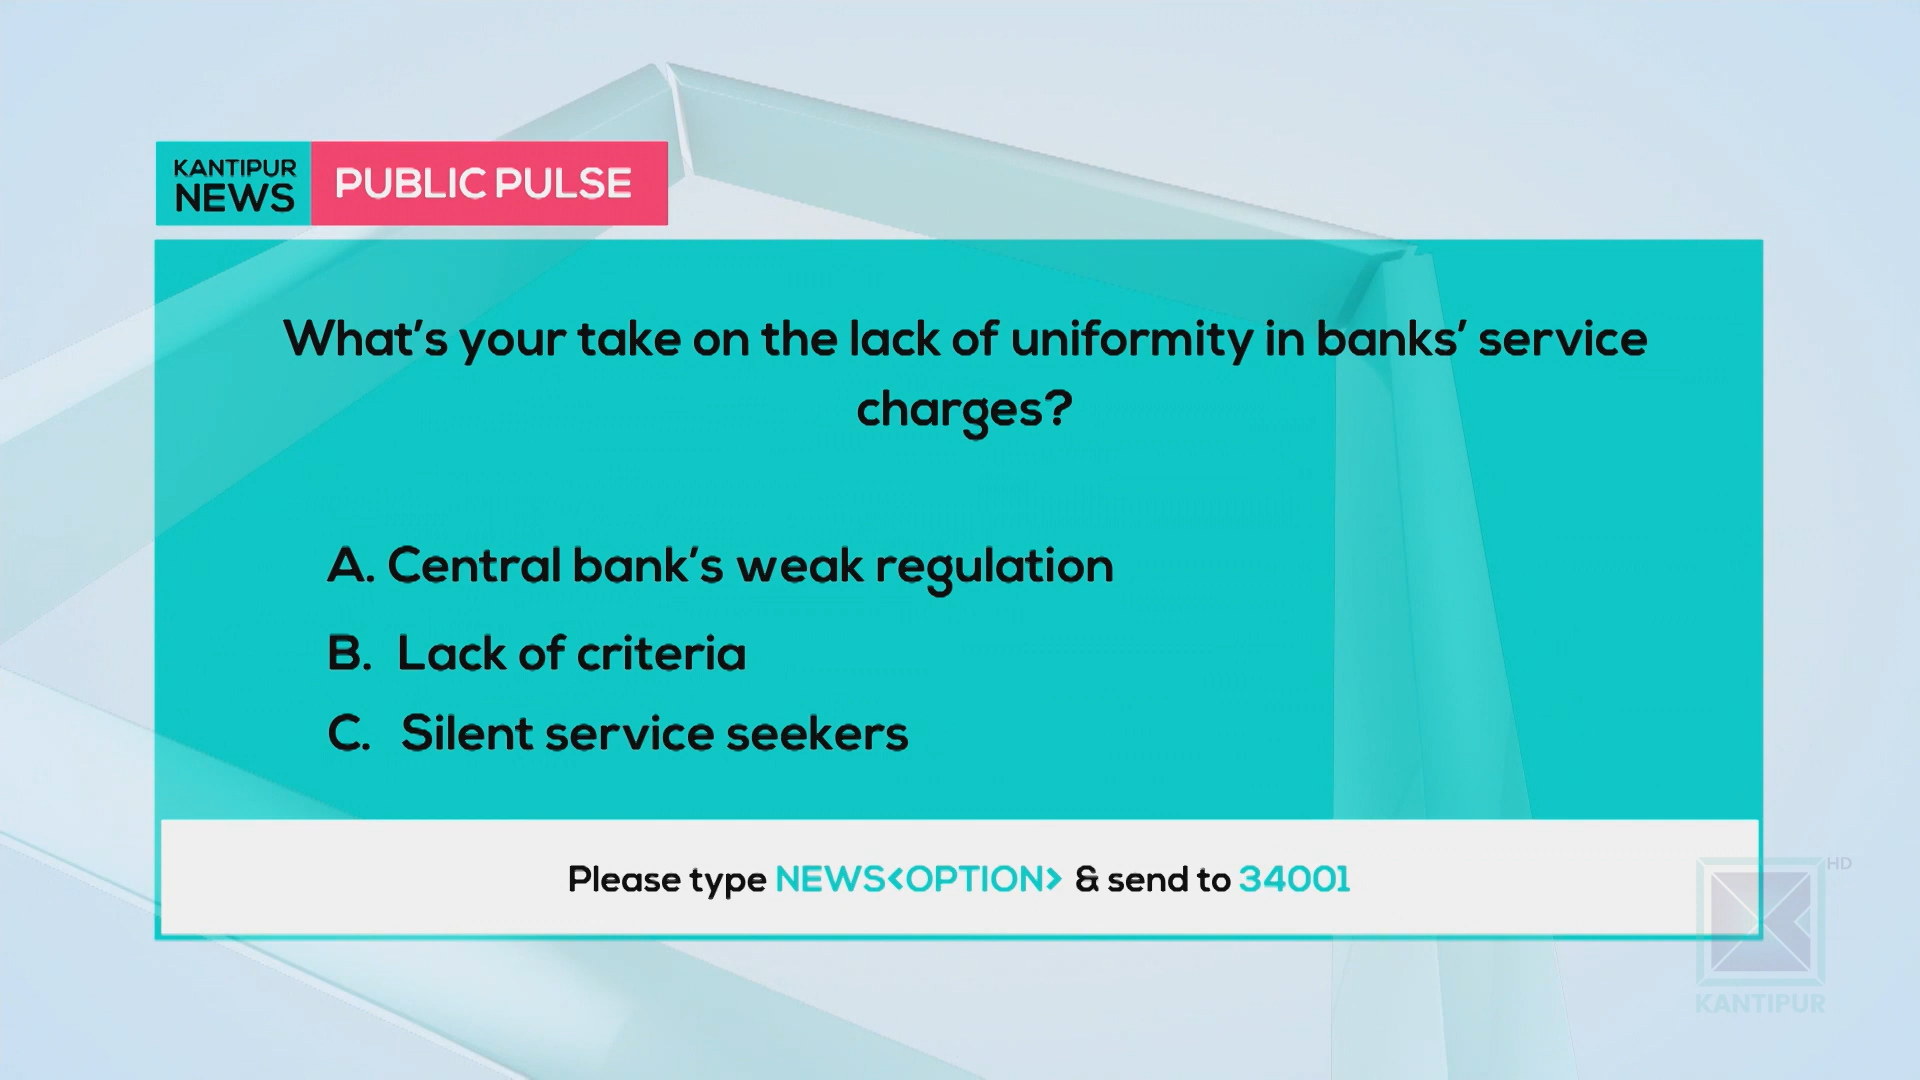 KANTIPUR
NEWS
PUBLIC PULSE
What's your take on the lack of uniformity in banks' service
charges?
A. Central bank's weak regulation
B. Lack of criteria
C. Silent service seekers
Please type NEWS<OPTION> & send to 34001
HD
KANTIPUR